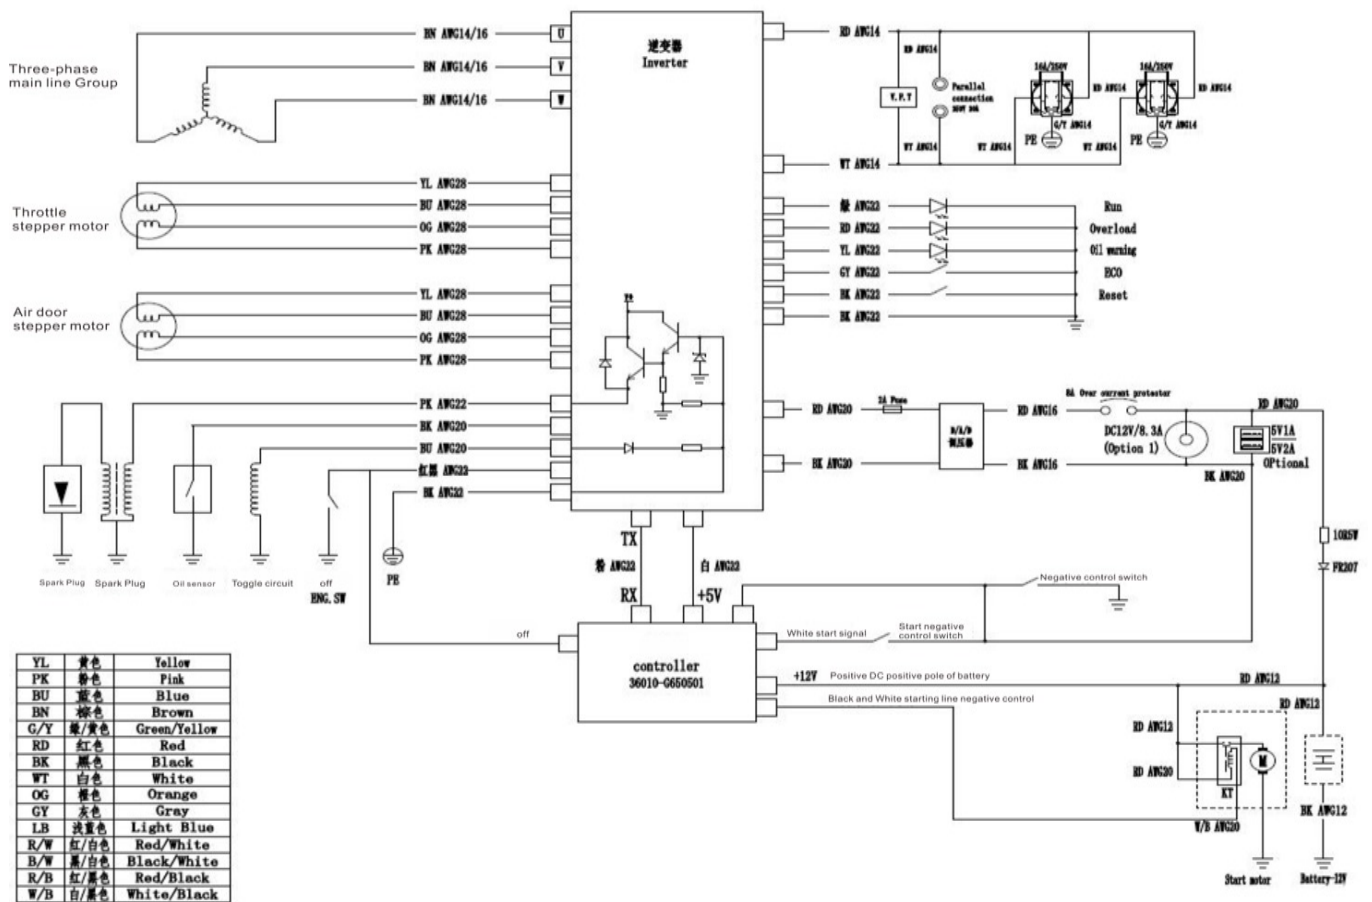 BN AWG14/16
U
RD AWG14
逆变器
Inverter
RD AWG14
16A/250V
16A/250V
Three-phase
main line Group
BN AWG14/16
V
V.F.T
Parallel
connection
RD AWG14
RD AWG14
BN AWG14/16
W
G/Y AWG14
G/Y AWG14
PE
PE
WT AWG14
WT AWG14
WT AWG14
WT AWG14
Throttle
stepper motor
YL AWG28
BU AWG28
OG AWG28
PK AWG28
綠 AWG22
Run
RD AWG22
Overload
YL AWG22
Oil warning
GY AWG22
ECO
BK AWG22
Reset
BK AWG22
Air door
stepper motor
YL AWG28
BU AWG28
OG AWG28
PK AWG28
PK AWG22
BK AWG20
BU AWG20
红黑 AWG22
BK AWG22
RD AWG20
2A Fuse
RD AWG16
8A Over current protector
RD AWG20
DC12V/8.3A
(Option 1)
5V1A
5V2A
OPtional
调压器
BK AWG20
BK AWG16
BK AWG20
10R5W
FR207
Spark Plug
Spark Plug
Oil sensor
Toggle circuit
off
ENG.SW
PE
TX
粉 AWG22
白 AWG22
RX
+5V
Negative control switch
off
White start signal
Start negative
control switch
controller
36010-G650501
+12V
Positive DC positive pole of battery
RD AWG12
Black and White starting line negative control
RD AWG12
RD AWG12
RD AWG20
M
KT
W/B AWG20
BK AWG12
Start motor
Battery-12V
YL 黄色 Yellow
PK 粉色 Pink
BU 蓝色 Blue
BN 棕色 Brown
G/Y 綠/黄色 Green/Yellow
RD 红色 Red
BK 黑色 Black
WT 白色 White
OG 橙色 Orange
GY 灰色 Gray
LB 浅蓝色 Light Blue
R/W 红/白色 Red/White
B/W 黑/白色 Black/White
R/B 红/黑色 Red/Black
W/B 白/黑色 White/Black